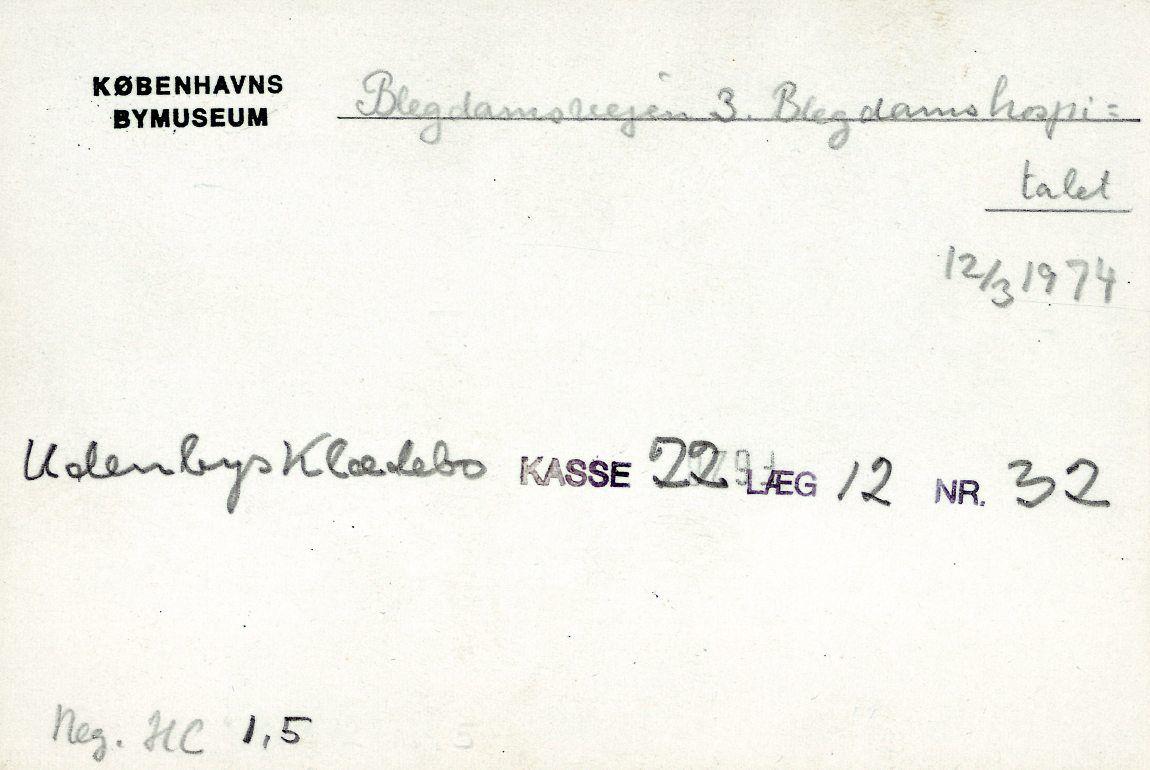 KØBENHAVNS
BYMUSEUM
Blegdamsvejen 3. Blegdamshospi=
talet
12/3 1974
Udenbys Klædebo KASSE 22 LÆG 12 NR. 32
Neg. HC 1,5